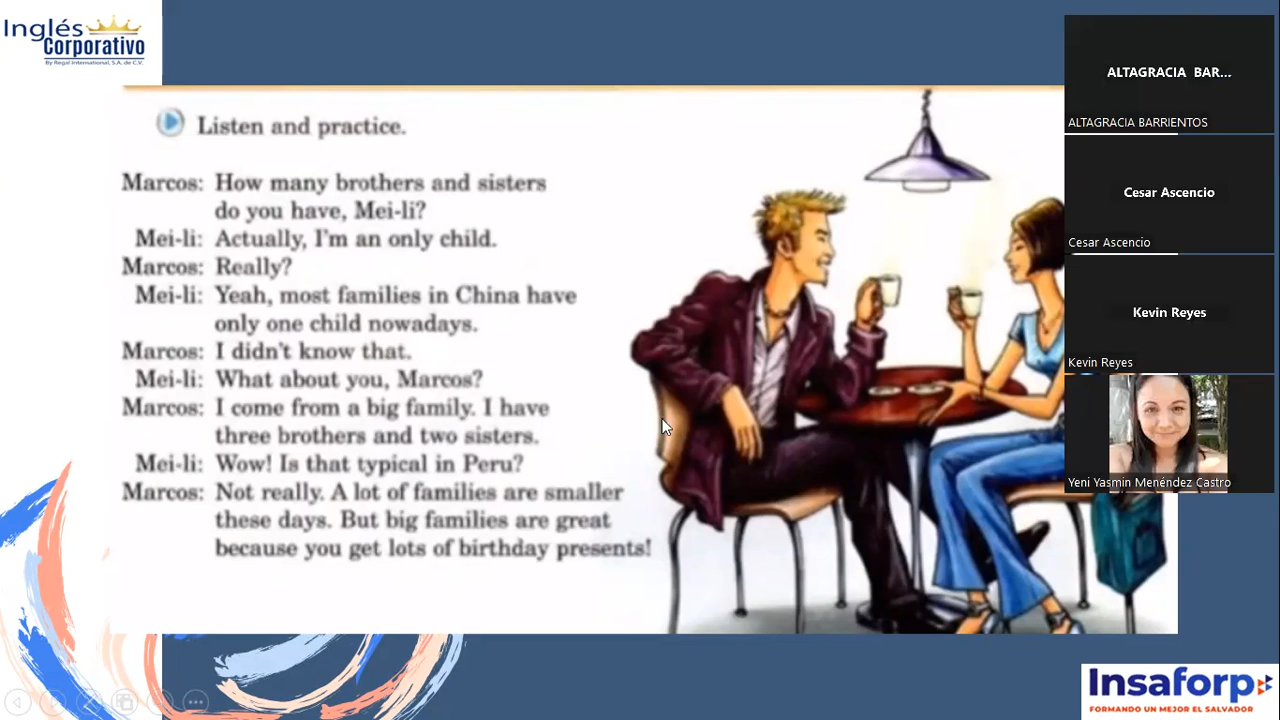 Inglés
Corporativo
By Regal International, S.A. de C.V.
Listen and practice.
Marcos: How many brothers and sisters
do you have, Mei-li?
Mei-li: Actually, I'm an only child.
Marcos: Really?
Mei-li: Yeah, most families in China have
only one child nowadays.
Marcos: I didn't know that.
Mei-li: What about you, Marcos?
Marcos: I come from a big family. I have
three brothers and two sisters.
Mei-li: Wow! Is that typical in Peru?
Marcos: Not really. A lot of families are smaller
these days. But big families are great
because you get lots of birthday presents!
ALTAGRACIA BAR...
ALTAGRACIA BARRIENTOS
Cesar Ascencio
Cesar Ascencio
Kevin Reyes
Kevin Reyes
Yeni Yasmin Menéndez Castro
Insaforp
FORMANDO UN MEJOR EL SALVADOR